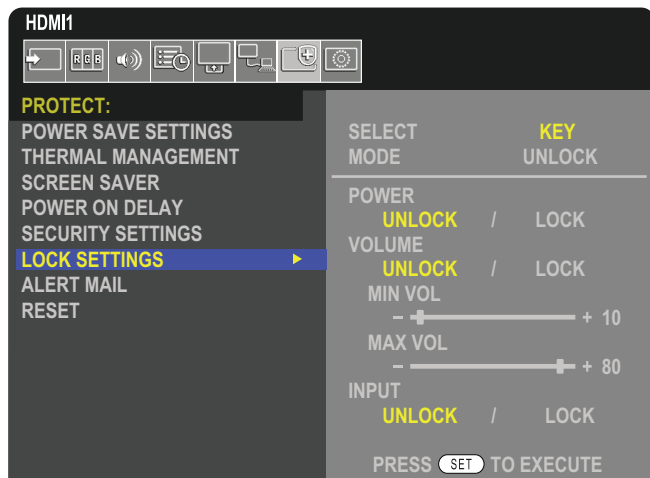 HDMI1
RGB
PROTECT:
POWER SAVE SETTINGS
THERMAL MANAGEMENT
SCREEN SAVER
POWER ON DELAY
SECURITY SETTINGS
LOCK SETTINGS
ALERT MAIL
RESET
SELECT KEY
MODE UNLOCK
POWER
UNLOCK / LOCK
VOLUME
UNLOCK / LOCK
MIN VOL
- + 10
MAX VOL
- + 80
INPUT
UNLOCK / LOCK
PRESS SET TO EXECUTE